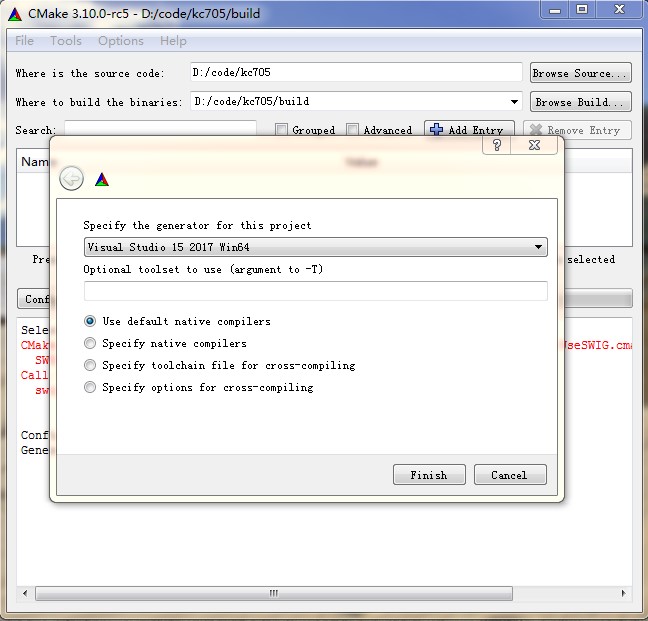 CMake 3.10.0-rc5 - D:/code/kc705/build
File Tools Options Help
Where is the source code: D:/code/kc705 Browse Source...
Where to build the binaries: D:/code/kc705/build Browse Build...
Search: Grouped Advanced Add Entry Remove Entry
Name Value
Specify the generator for this project
Visual Studio 15 2017 Win64
Optional toolset to use (argument to -T)
Use default native compilers
Specify native compilers
Specify toolchain file for cross-compiling
Specify options for cross-compiling
Finish Cancel
Pre
selected
Conf
Sele
CMak
UseSWIG.cma
SW
Call
sw
Conf
Gene